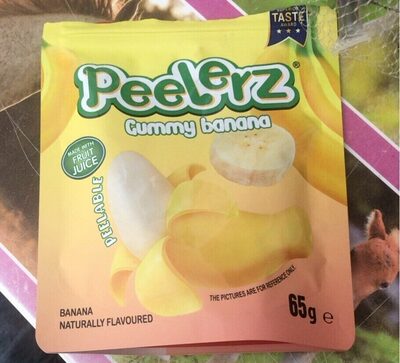 TASTE
AWARD
Peelerz®
Gummy banana
MADE WITH
FRUIT
JUICE
PEELABLE
THE PICTURES ARE FOR REFERENCE ONLY.
BANANA
NATURALLY FLAVOURED
65g e